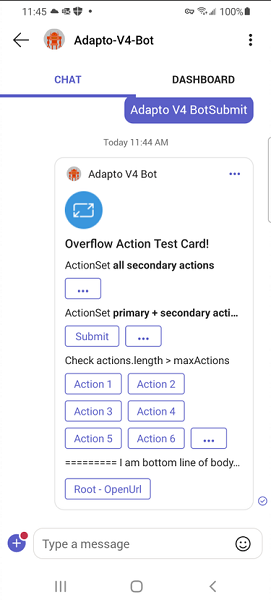 11:45
100%
Adapto-V4-Bot
CHAT
DASHBOARD
Adapto V4 BotSubmit
Today 11:44 AM
Adapto V4 Bot
...
Overflow Action Test Card!
ActionSet all secondary actions
...
ActionSet primary + secondary acti...
Submit
...
Check actions.length > maxActions
Action 1
Action 2
Action 3
Action 4
Action 5
Action 6
...
========= I am bottom line of body...
Root - OpenUrl
Type a message